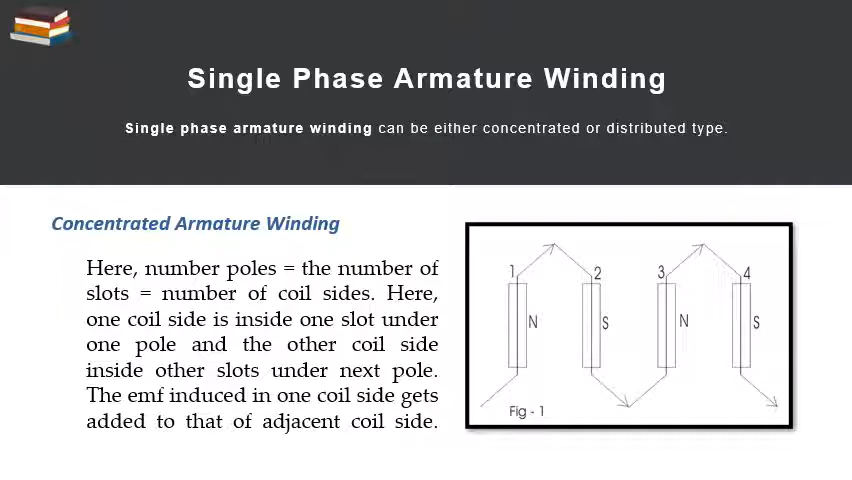 Single Phase Armature Winding
Single phase armature winding can be either concentrated or distributed type.
Concentrated Armature Winding
Here, number poles = the number of
slots = number of coil sides. Here,
one coil side is inside one slot under
one pole and the other coil side
inside other slots under next pole.
The emf induced in one coil side gets
added to that of adjacent coil side.
1 2 3 4
N S N S
Fig - 1